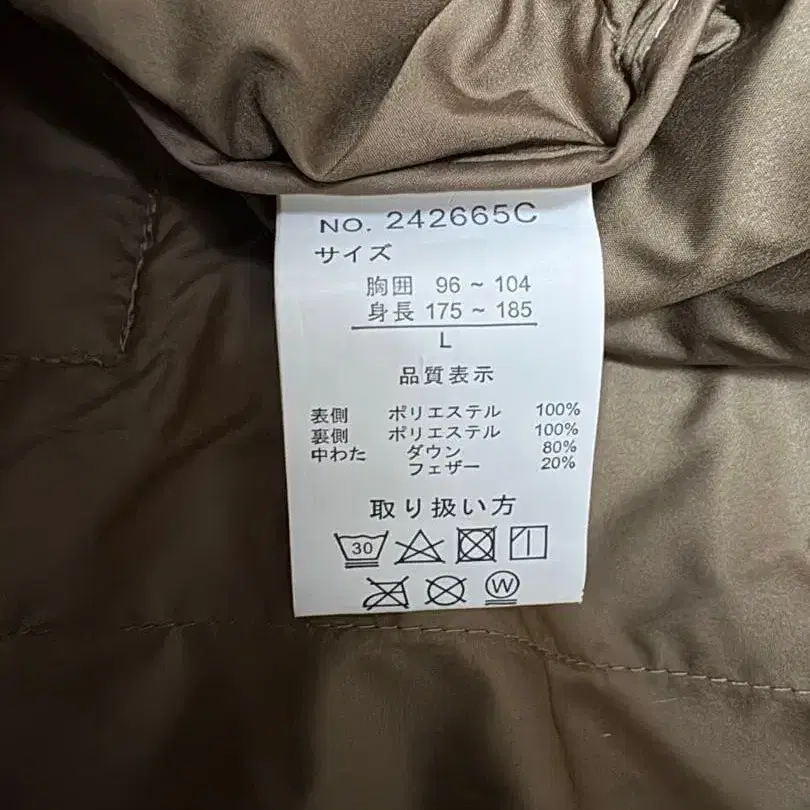 NO. 242665C
サイズ
胸囲 96 ~ 104
身長 175 ~ 185
L
品質表示
表側 ポリエステル 100%
裏側 ポリエステル 100%
中わた ダウン 80%
フェザー 20%
取り扱い方
30
W